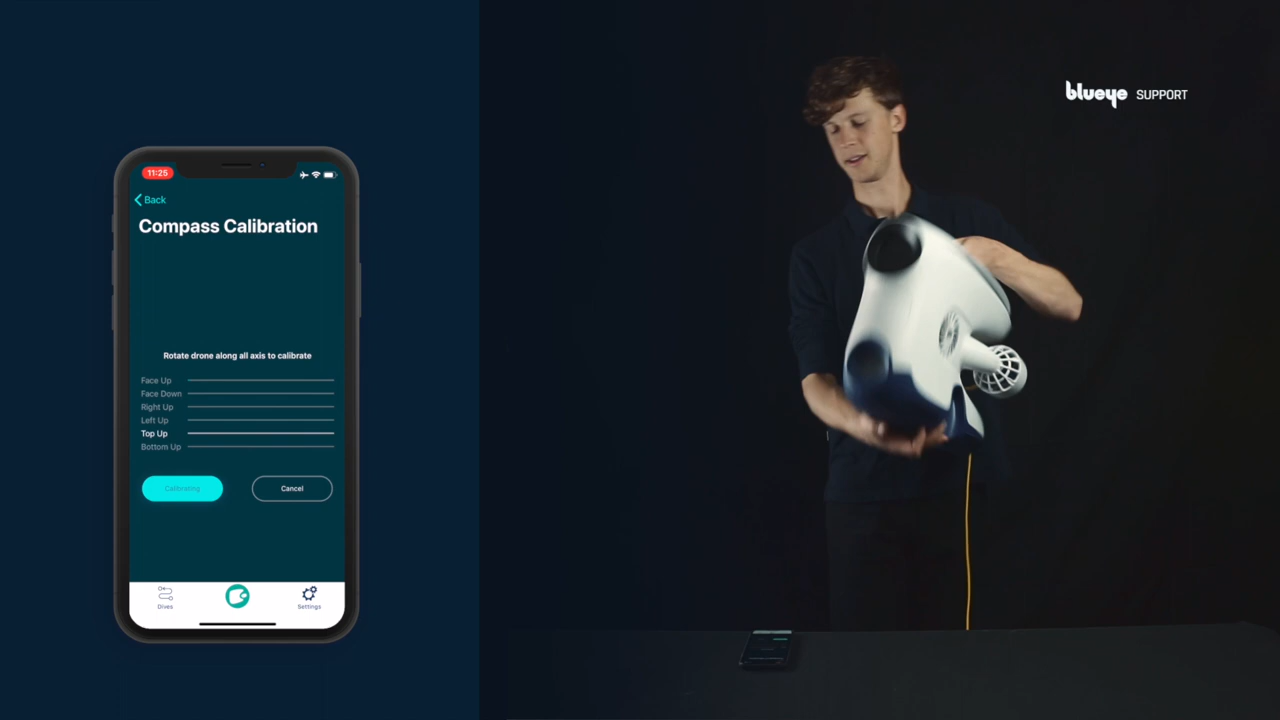 11:25
Back
Compass Calibration
Rotate drone along all axis to calibrate
Face Up
Face Down
Right Up
Left Up
Top Up
Bottom Up
Calibrating
Cancel
Dives
Settings
blueye SUPPORT